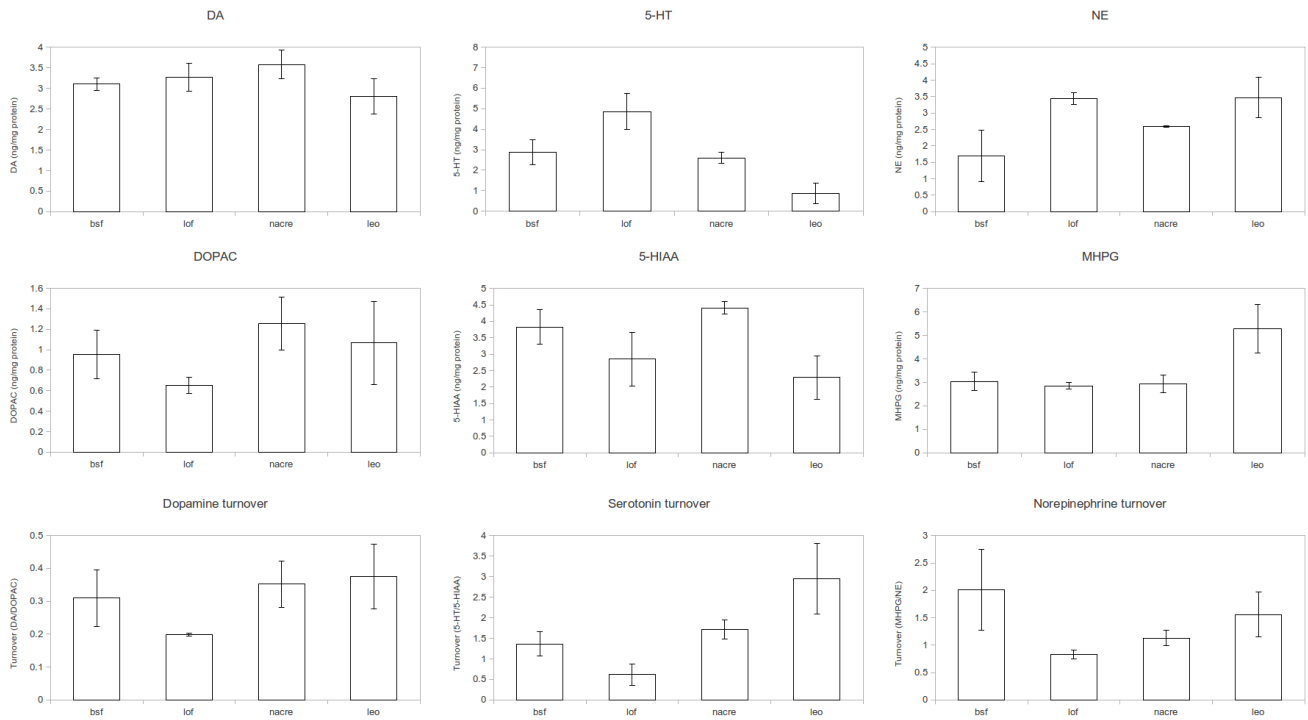 DA
DA (ng/mg protein)
4
3.5
3
2.5
2
1.5
1
0.5
0
bsf lof nacre leo
5-HT
5-HT (ng/mg protein)
8
7
6
5
4
3
2
1
0
bsf lof nacre leo
NE
NE (ng/mg protein)
5
4.5
4
3.5
3
2.5
2
1.5
1
0.5
0
bsf lof nacre leo
DOPAC
DOPAC (ng/mg protein)
1.6
1.4
1.2
1
0.8
0.6
0.4
0.2
0
bsf lof nacre leo
5-HIAA
5-HIAA (ng/mg protein)
5
4.5
4
3.5
3
2.5
2
1.5
1
0.5
0
bsf lof nacre leo
MHPG
MHPG (ng/mg protein)
7
6
5
4
3
2
1
0
bsf lof nacre leo
Dopamine turnover
Turnover (DA/DOPAC)
0.5
0.4
0.3
0.2
0.1
0
bsf lof nacre leo
Serotonin turnover
Turnover (5-HT/5-HIAA)
4
3.5
3
2.5
2
1.5
1
0.5
0
bsf lof nacre leo
Norepinephrine turnover
Turnover (MHPG/NE)
3
2.5
2
1.5
1
0.5
0
bsf lof nacre leo